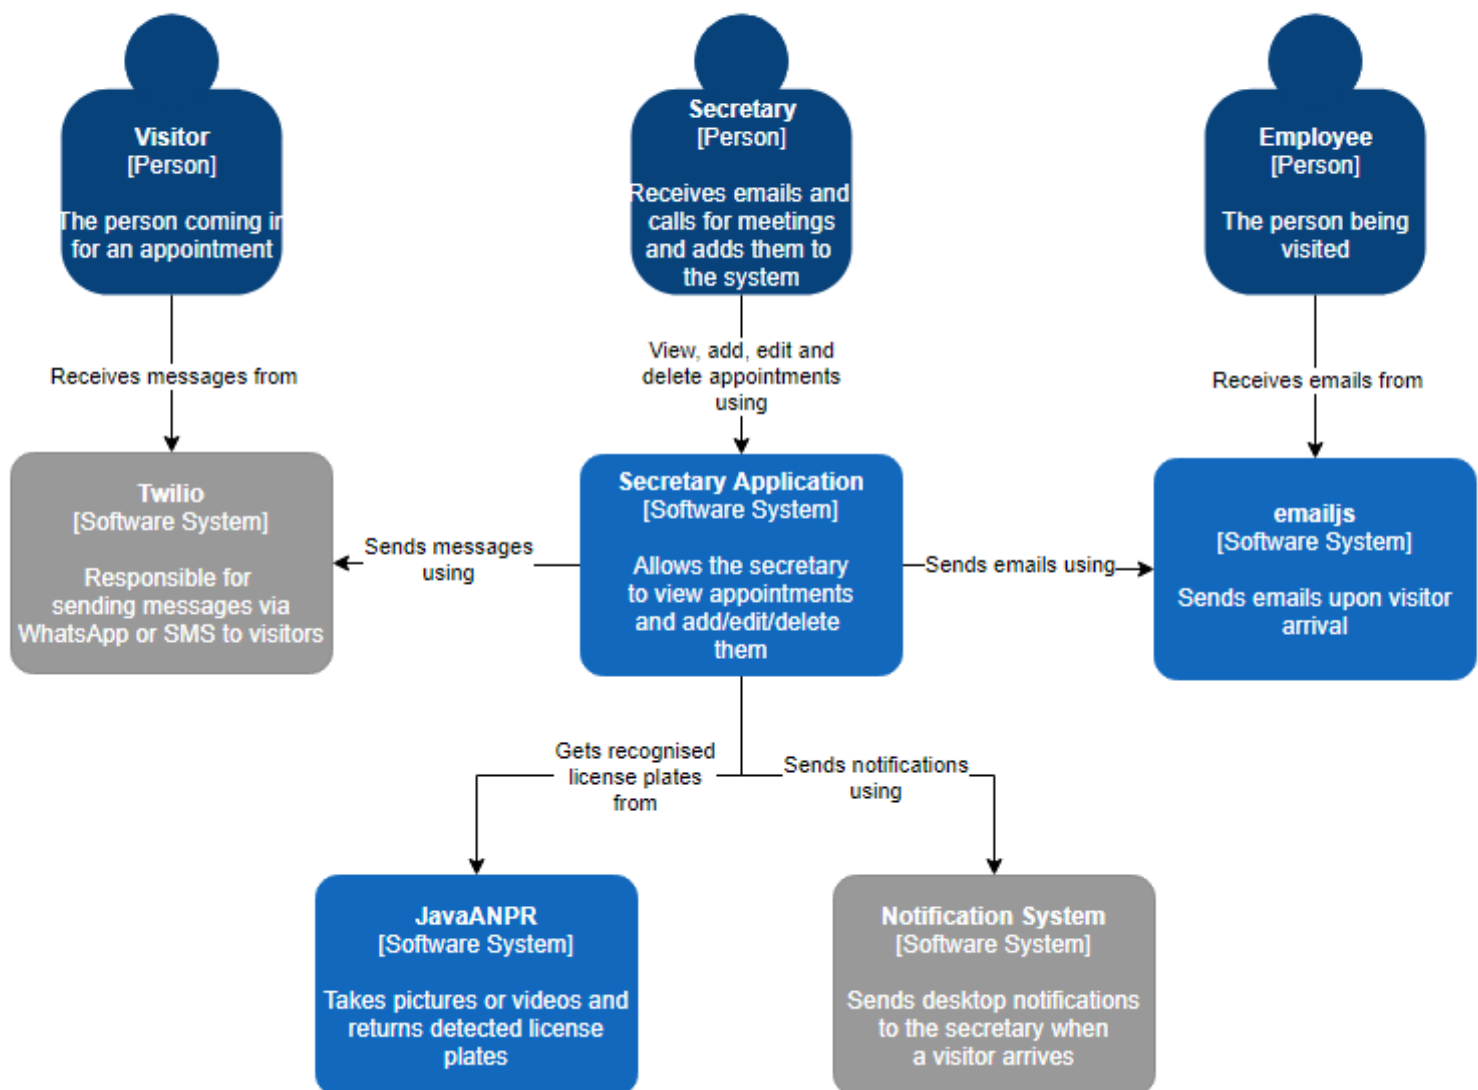 Visitor
[Person]
The person coming in
for an appointment
Secretary
[Person]
Receives emails and
calls for meetings
and adds them to
the system
Employee
[Person]
The person being
visited
Receives messages from
View, add, edit and
delete appointments
using
Receives emails from
Twilio
[Software System]
Responsible for
sending messages via
WhatsApp or SMS to visitors
Sends messages
using
Secretary Application
[Software System]
Allows the secretary
to view appointments
and add/edit/delete
them
Sends emails using
emailjs
[Software System]
Sends emails upon visitor
arrival
Gets recognised
license plates
from
Sends notifications
using
JavaANPR
[Software System]
Takes pictures or videos and
returns detected license
plates
Notification System
[Software System]
Sends desktop notifications
to the secretary when
a visitor arrives